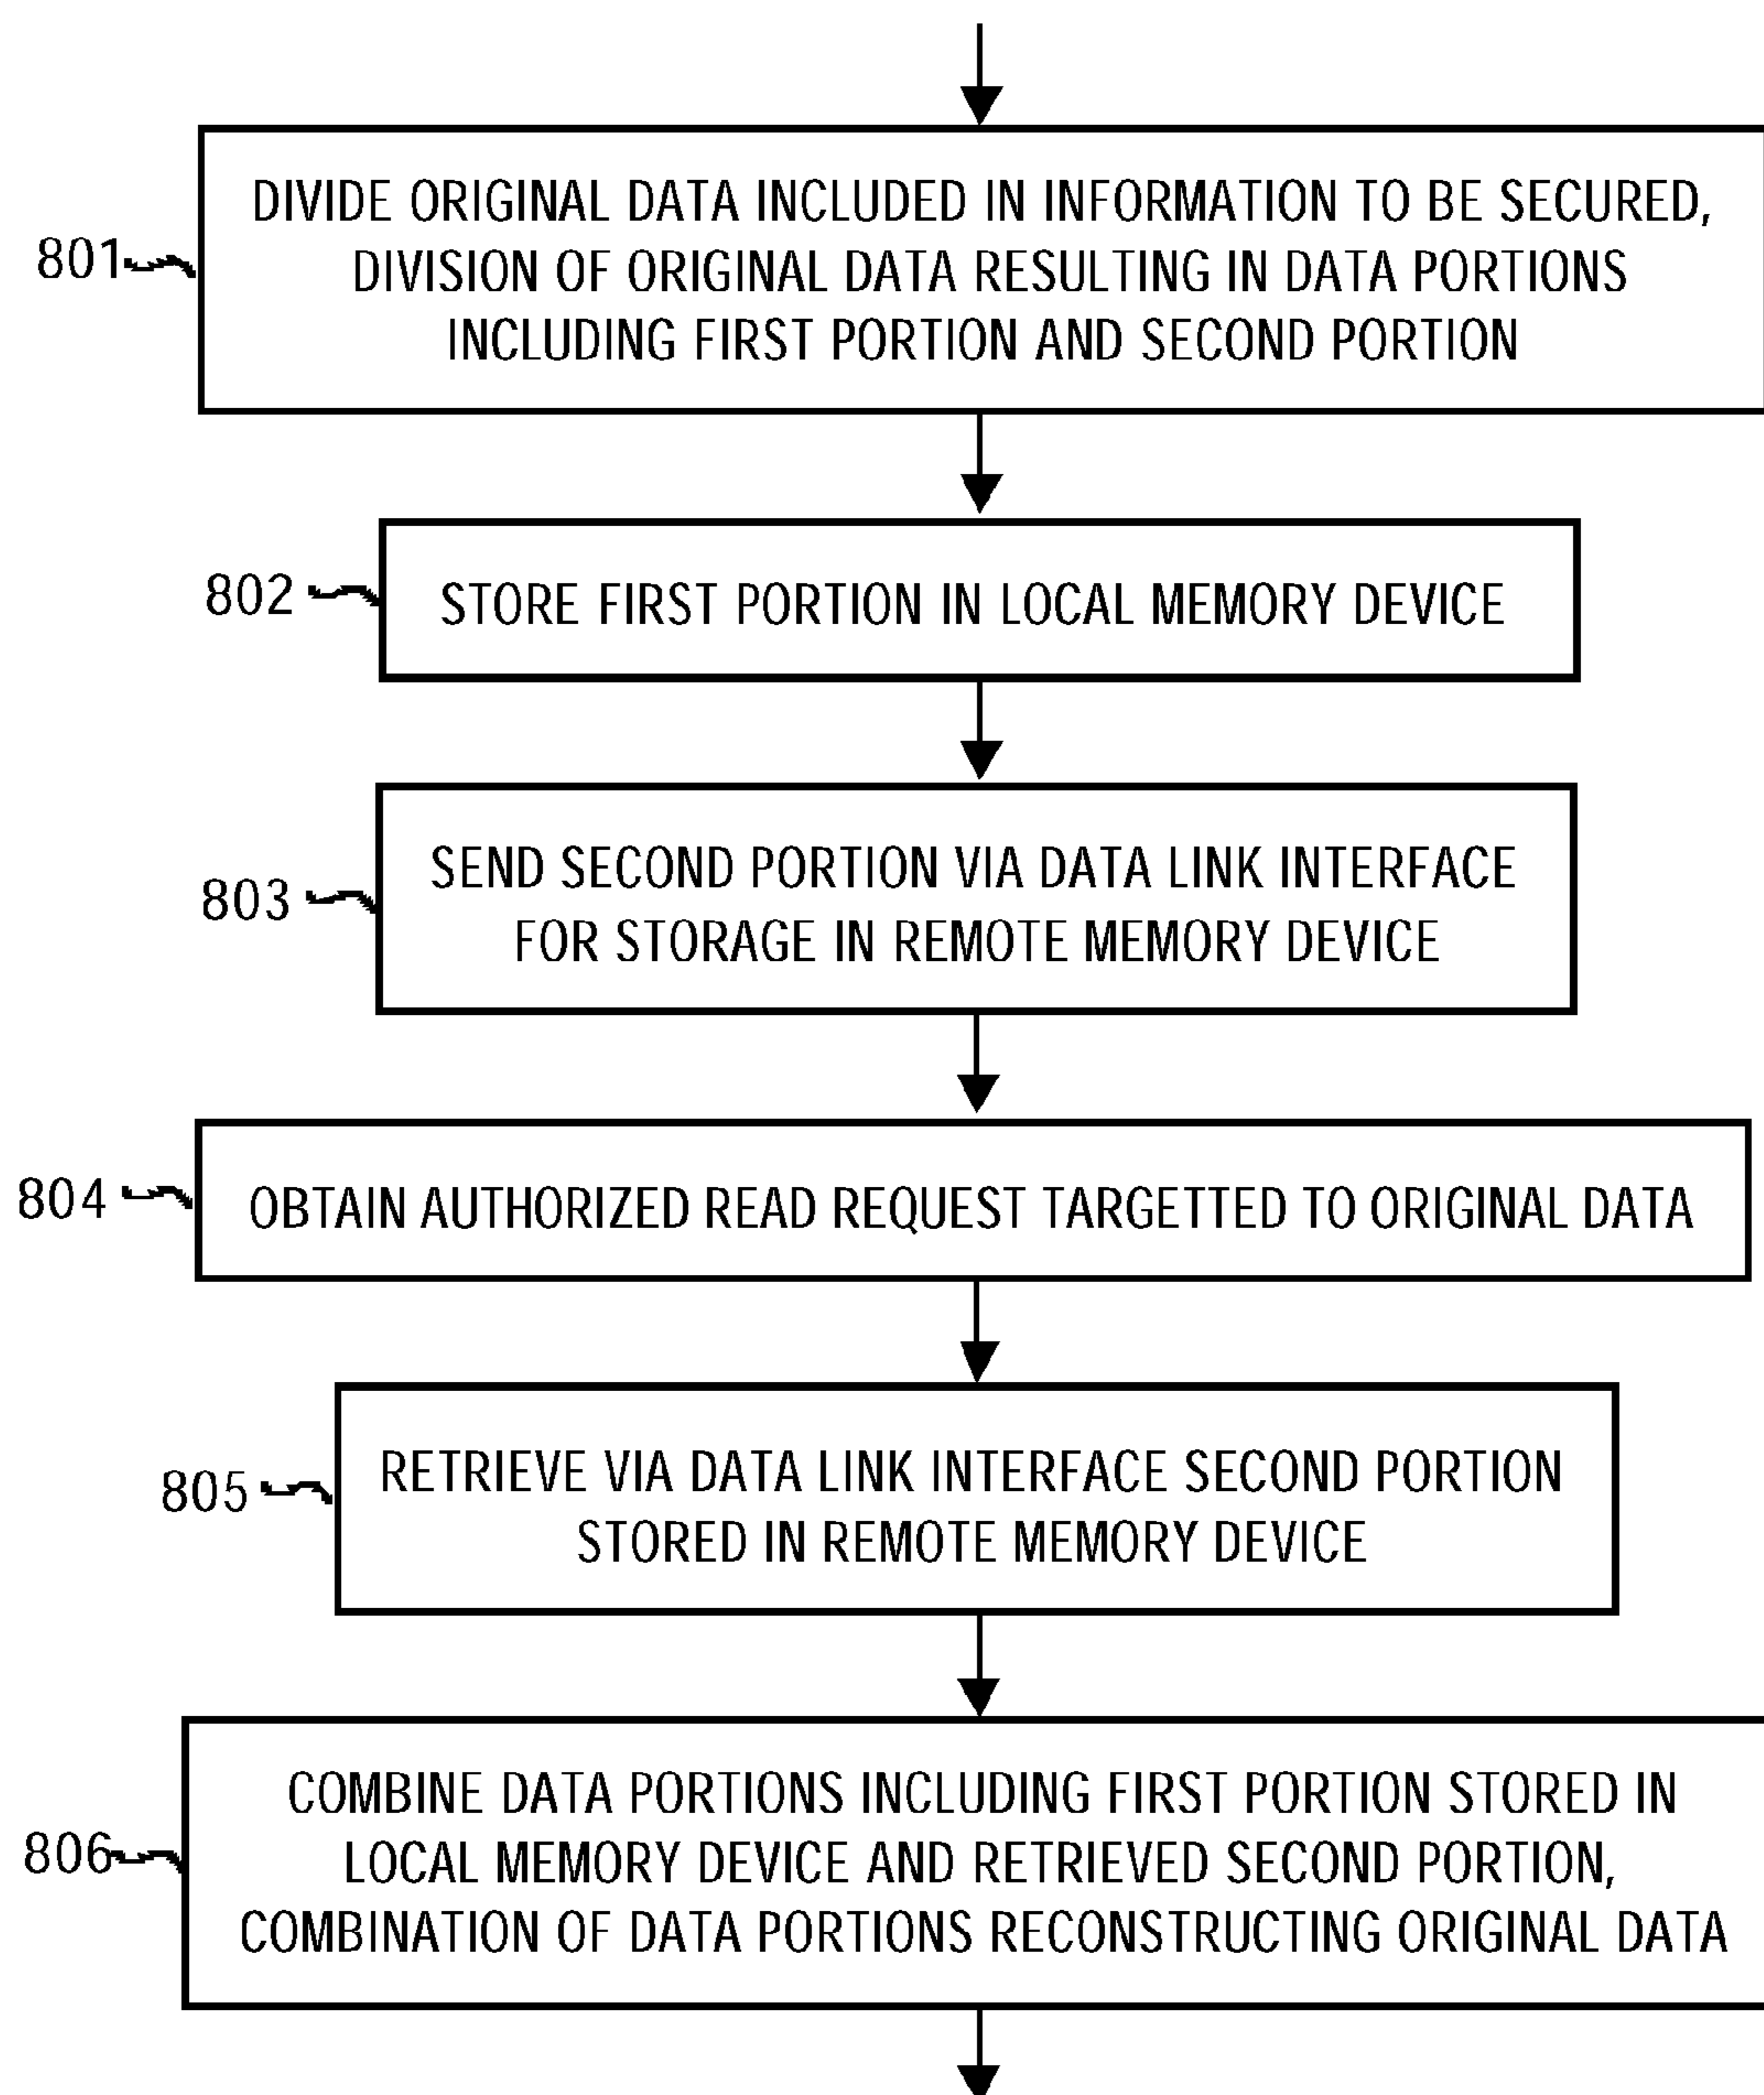 DIVIDE ORIGINAL DATA INCLUDED IN INFORMATION TO BE SECURED,
801
DIVISION OF ORIGINAL DATA RESULTING IN DATA PORTIONS
INCLUDING FIRST PORTION AND SECOND PORTION
802
STORE FIRST PORTION IN LOCAL MEMORY DEVICE
803
SEND SECOND PORTION VIA DATA LINK INTERFACE
FOR STORAGE IN REMOTE MEMORY DEVICE
804
OBTAIN AUTHORIZED READ REQUEST TARGETTED TO ORIGINAL DATA
805
RETRIEVE VIA DATA LINK INTERFACE SECOND PORTION
STORED IN REMOTE MEMORY DEVICE
806
COMBINE DATA PORTIONS INCLUDING FIRST PORTION STORED IN
LOCAL MEMORY DEVICE AND RETRIEVED SECOND PORTION,
COMBINATION OF DATA PORTIONS RECONSTRUCTING ORIGINAL DATA